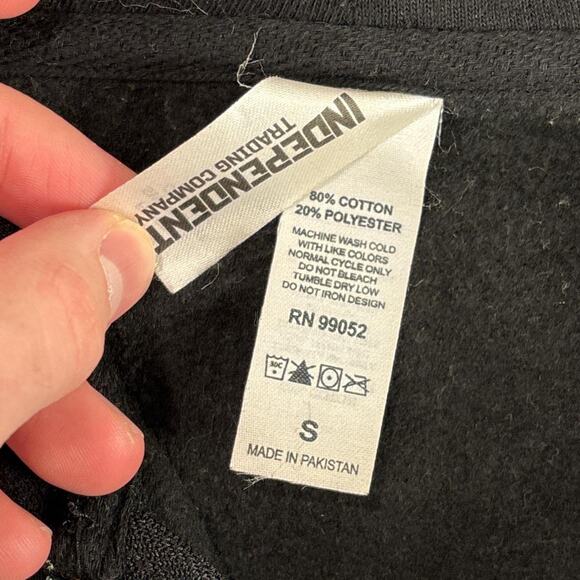 INDEPENDENT
TRADING COMPANY
80% COTTON
20% POLYESTER
MACHINE WASH COLD
WITH LIKE COLORS
NORMAL CYCLE ONLY
DO NOT BLEACH
TUMBLE DRY LOW
DO NOT IRON DESIGN
RN 99052
30C
S
MADE IN PAKISTAN